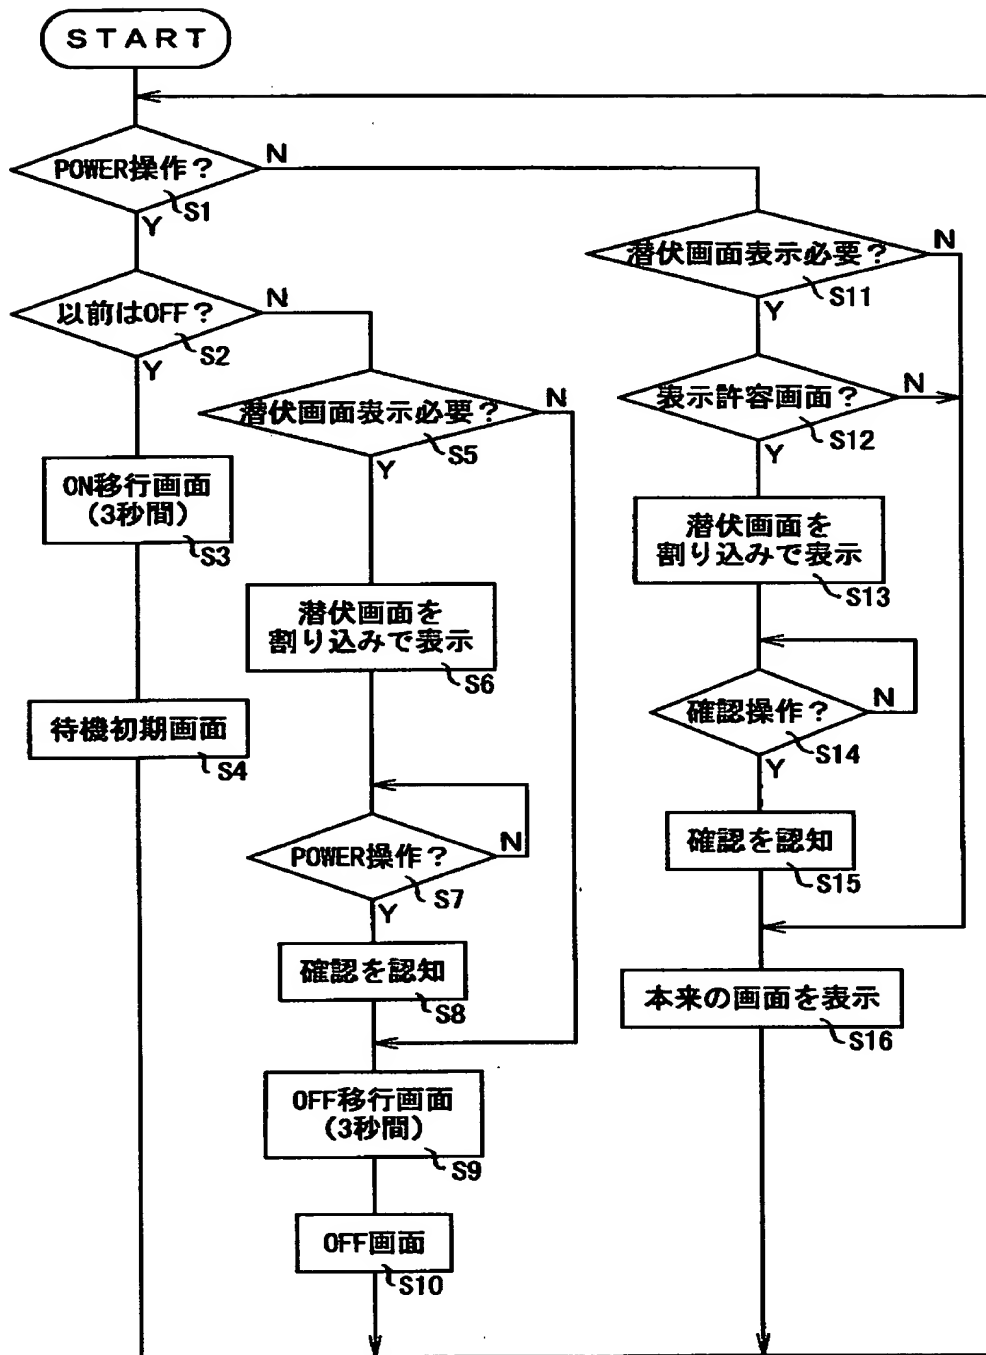 START
POWER操作?
N
S1
Y
以前はOFF?
N
S2
Y
ON移行画面
(3秒間)
S3
待機初期画面
S4
潜伏画面表示必要?
N
S5
Y
潜伏画面を
割り込みで表示
S6
POWER操作?
N
S7
Y
確認を認知
S8
OFF移行画面
(3秒間)
S9
OFF画面
S10
潜伏画面表示必要?
N
S11
Y
表示許容画面?
N
S12
Y
潜伏画面を
割り込みで表示
S13
確認操作?
N
S14
Y
確認を認知
S15
本来の画面を表示
S16